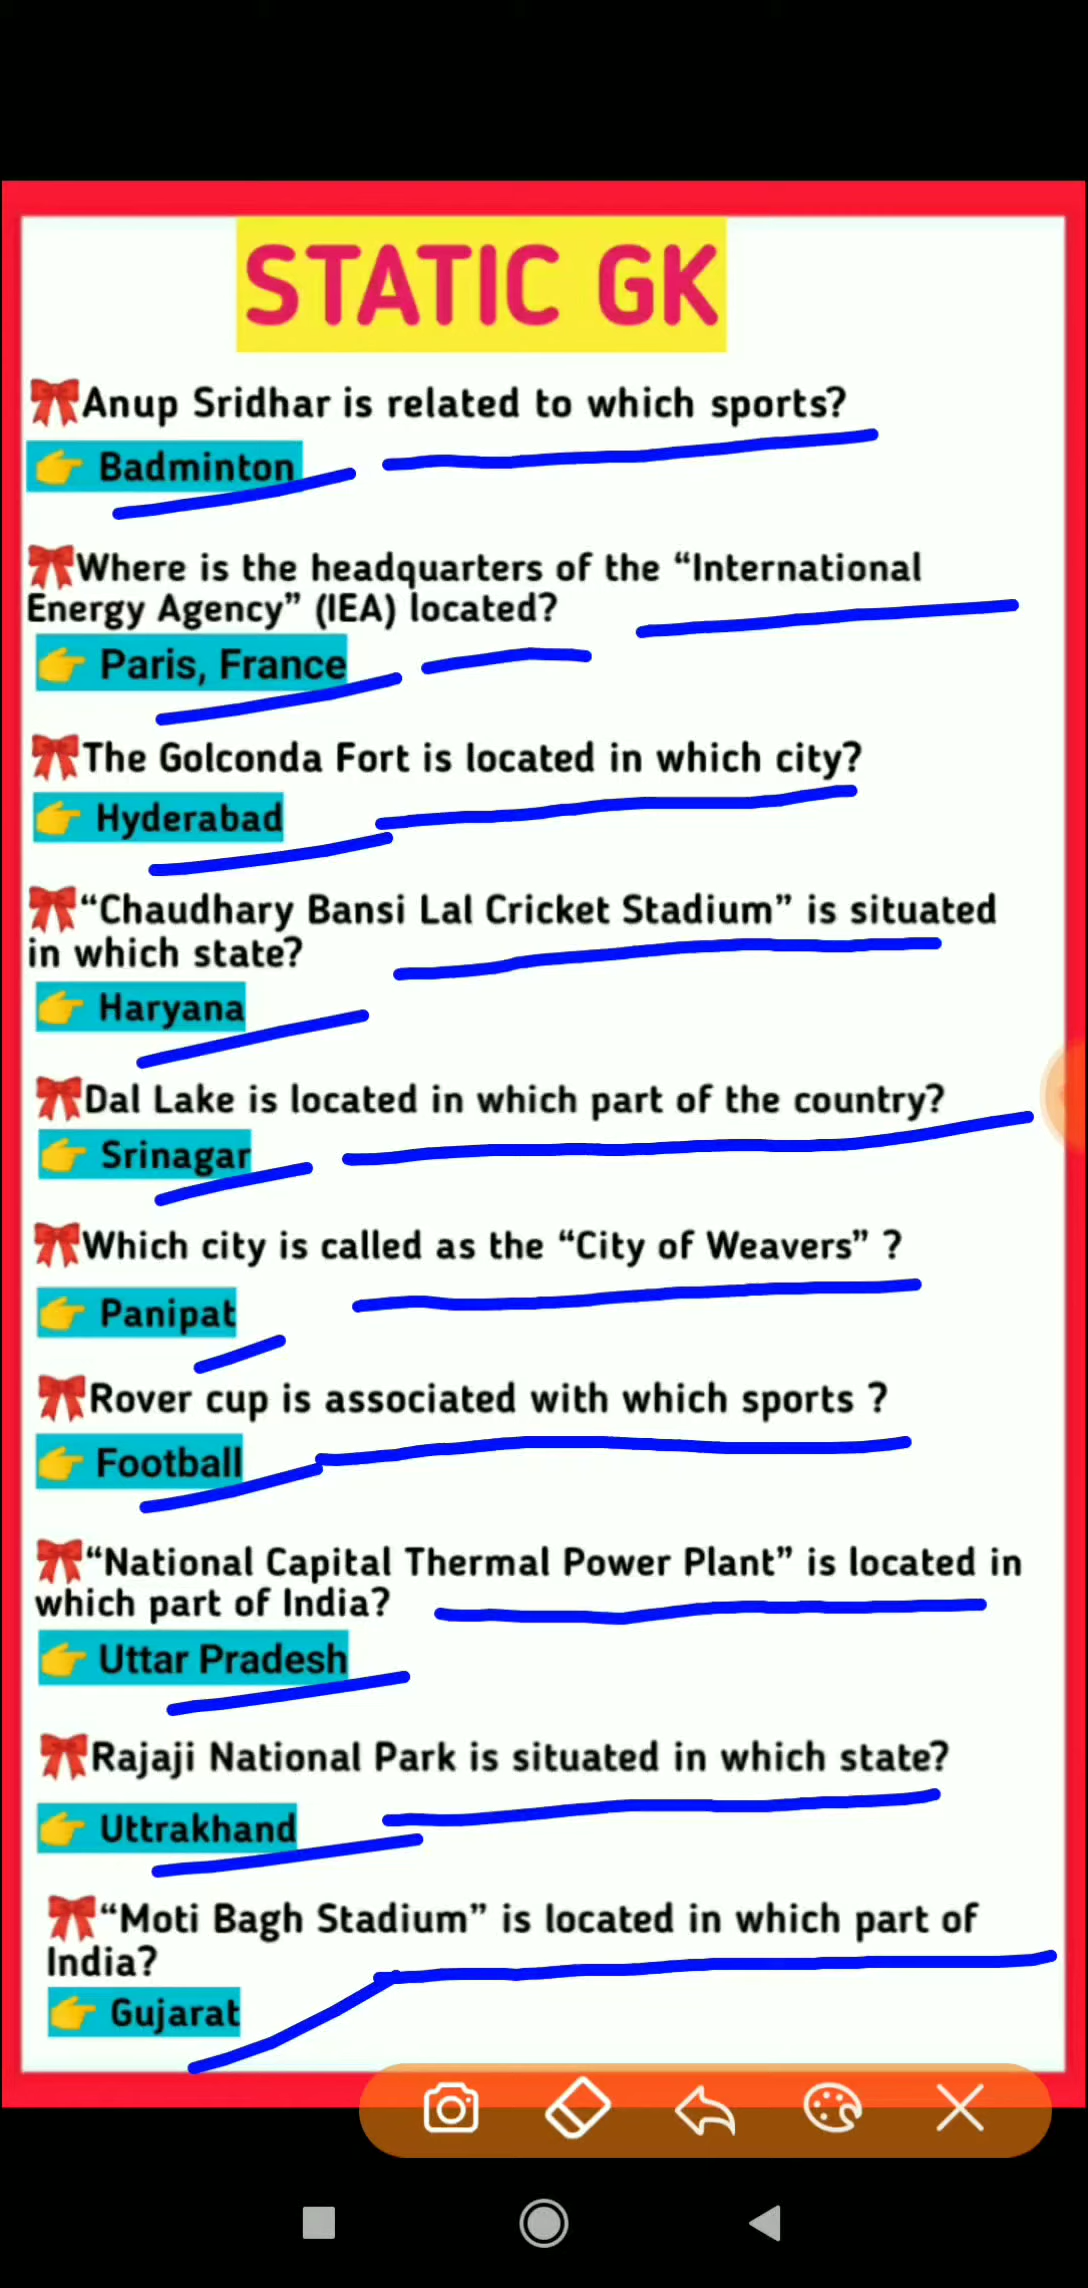 STATIC GK
Anup Sridhar is related to which sports?
Badminton
Where is the headquarters of the “International
Energy Agency” (IEA) located?
Paris, France
The Golconda Fort is located in which city?
Hyderabad
“Chaudhary Bansi Lal Cricket Stadium” is situated
in which state?
Haryana
Dal Lake is located in which part of the country?
Srinagar
Which city is called as the “City of Weavers” ?
Panipat
Rover cup is associated with which sports ?
Football
“National Capital Thermal Power Plant” is located in
which part of India?
Uttar Pradesh
Rajaji National Park is situated in which state?
Uttrakhand
“Moti Bagh Stadium” is located in which part of
India?
Gujarat